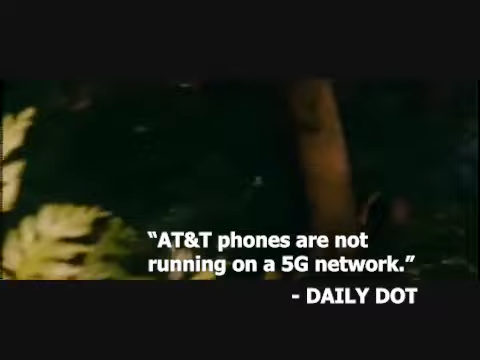 “AT&T phones are not
running on a 5G network.”
- DAILY DOT